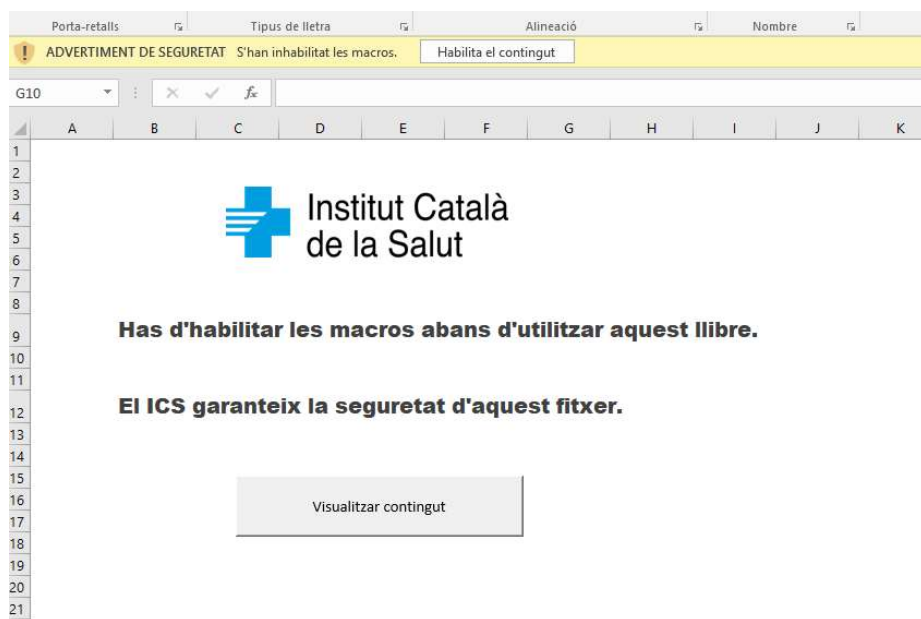 Porta-retalls Tipus de lletra Alineació Nombre
ADVERTIMENT DE SEGURETAT S'han inhabilitat les macros. Habilita el contingut
G10 fx
A B C D E F G H I J K
1
2
3
Institut Català
4
5
de la Salut
6
7
8
9 Has d'habilitar les macros abans d'utilitzar aquest llibre.
10
11
12 El ICS garanteix la seguretat d'aquest fitxer.
13
14
15
16 Visualitzar contingut
17
18
19
20
21